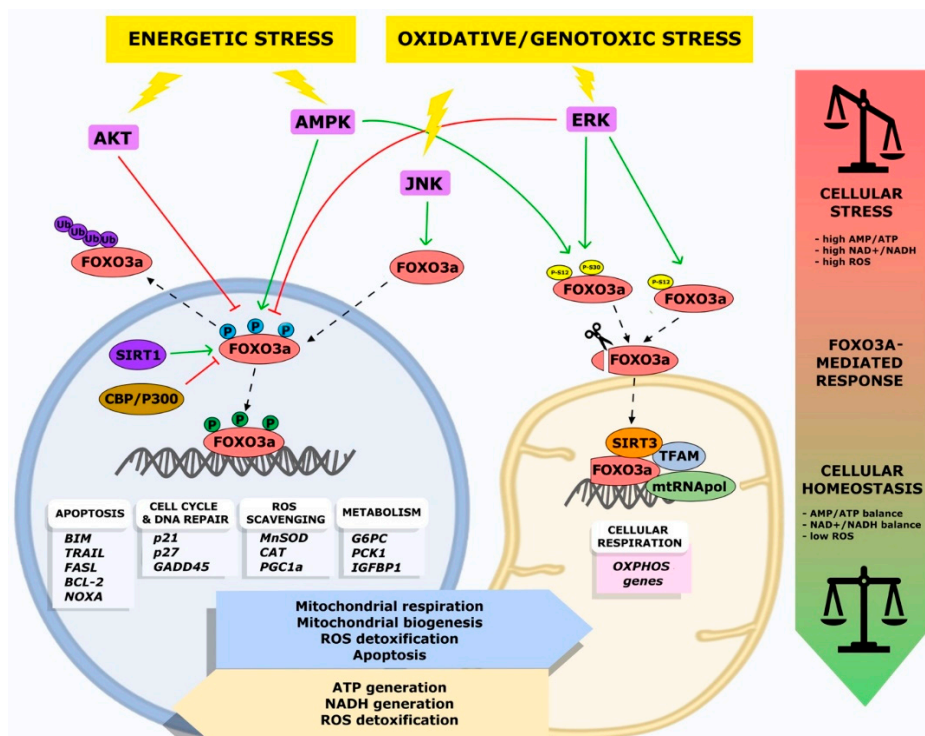 ENERGETIC STRESS
OXIDATIVE/GENOTOXIC STRESS
AKT
AMPK
ERK
JNK
Ub
Ub
Ub
Ub
FOXO3a
FOXO3a
P-S12
P-S30
FOXO3a
P-S12
FOXO3a
P
P
P
FOXO3a
SIRT1
CBP/P300
FOXO3a
P
P
P
FOXO3a
SIRT3
TFAM
FOXO3a
mtRNApol
APOPTOSIS
BIM
TRAIL
FASL
BCL-2
NOXA
CELL CYCLE
& DNA REPAIR
p21
p27
GADD45
ROS
SCAVENGING
MnSOD
CAT
PGC1a
METABOLISM
G6PC
PCK1
IGFBP1
CELLULAR
RESPIRATION
OXPHOS
genes
Mitochondrial respiration
Mitochondrial biogenesis
ROS detoxification
Apoptosis
ATP generation
NADH generation
ROS detoxification
CELLULAR
STRESS
- high AMP/ATP
- high NAD+/NADH
- high ROS
FOXO3A-
MEDIATED
RESPONSE
CELLULAR
HOMEOSTASIS
- AMP/ATP balance
- NAD+/NADH balance
- low ROS